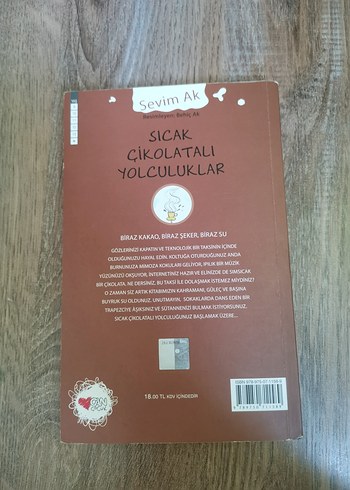 Sevim Ak
Resimleyen: Behiç Ak
SICAK
ÇİKOLATALI
YOLCULUKLAR
BİRAZ KAKAO, BİRAZ ŞEKER, BİRAZ SU
GÖZLERİNİZİ KAPATIN VE TEKNOLOJİK BİR TAKSİNİN İÇİNDE
OLDUĞUNUZU HAYAL EDİN. KOLTUĞA OTURDUĞUNUZ ANDA
BURNUNUZA MİMOZA KOKULARI GELİYOR, IPILIK BİR MÜZİK
YÜZÜNÜZÜ OKŞUYOR, İNTERNETİNİZ HAZIR VE ELİNİZDE DE SIMSICAK
BİR ÇİKOLATA. NE DERSİNİZ, BU TAKSİ İLE DOLAŞMAK İSTEMEZ MİYDİNİZ?
O ZAMAN SİZ ARTIK KİTABIMIZIN KAHRAMANI, GÜLEÇ VE BAŞINA
BUYRUK SU OLDUNUZ. UNUTMAYIN, SOKAKLARDA DANS EDEN BİR
TRAPEZCİYE ÂŞIKSINIZ VE SÜTANNENİZİ BULMAK İSTİYORSUNUZ.
SICAK ÇİKOLATALI YOLCULUĞUNUZ BAŞLAMAK ÜZERE...
18.00 TL KDV İÇİNDEDİR